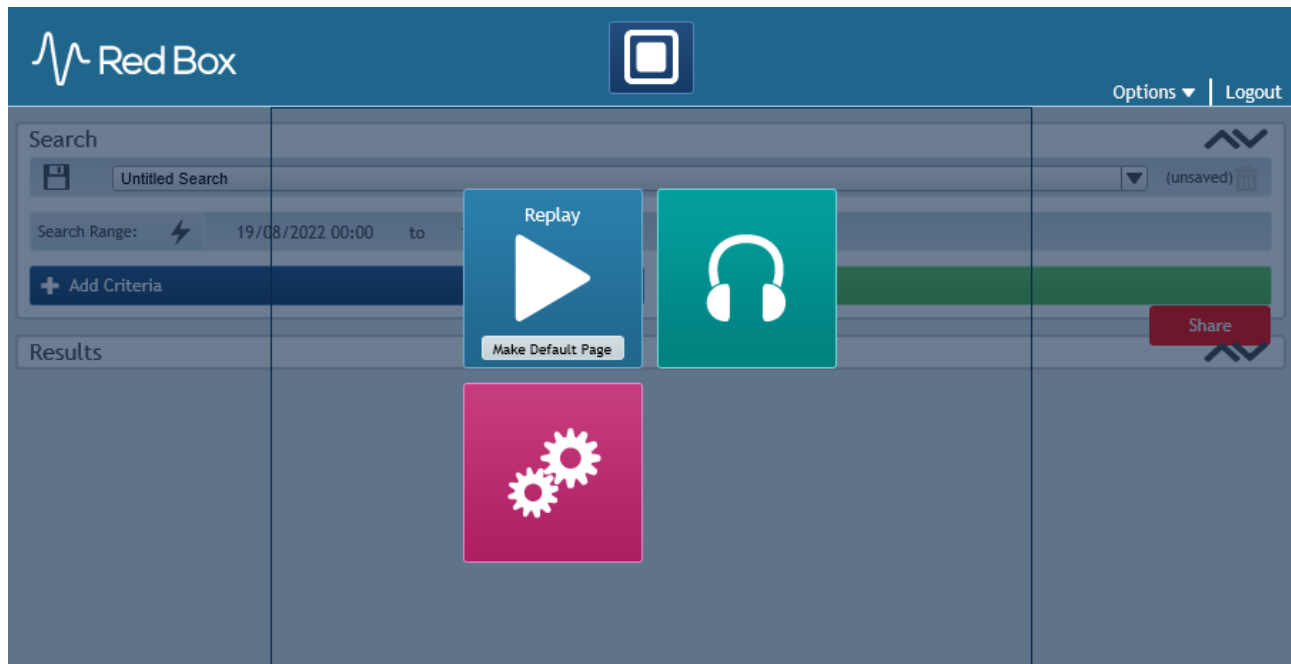 Red Box
Options Logout
Search
Untitled Search
(unsaved)
Search Range: 19/08/2022 00:00 to
Replay
Add Criteria
Make Default Page
Share
Results